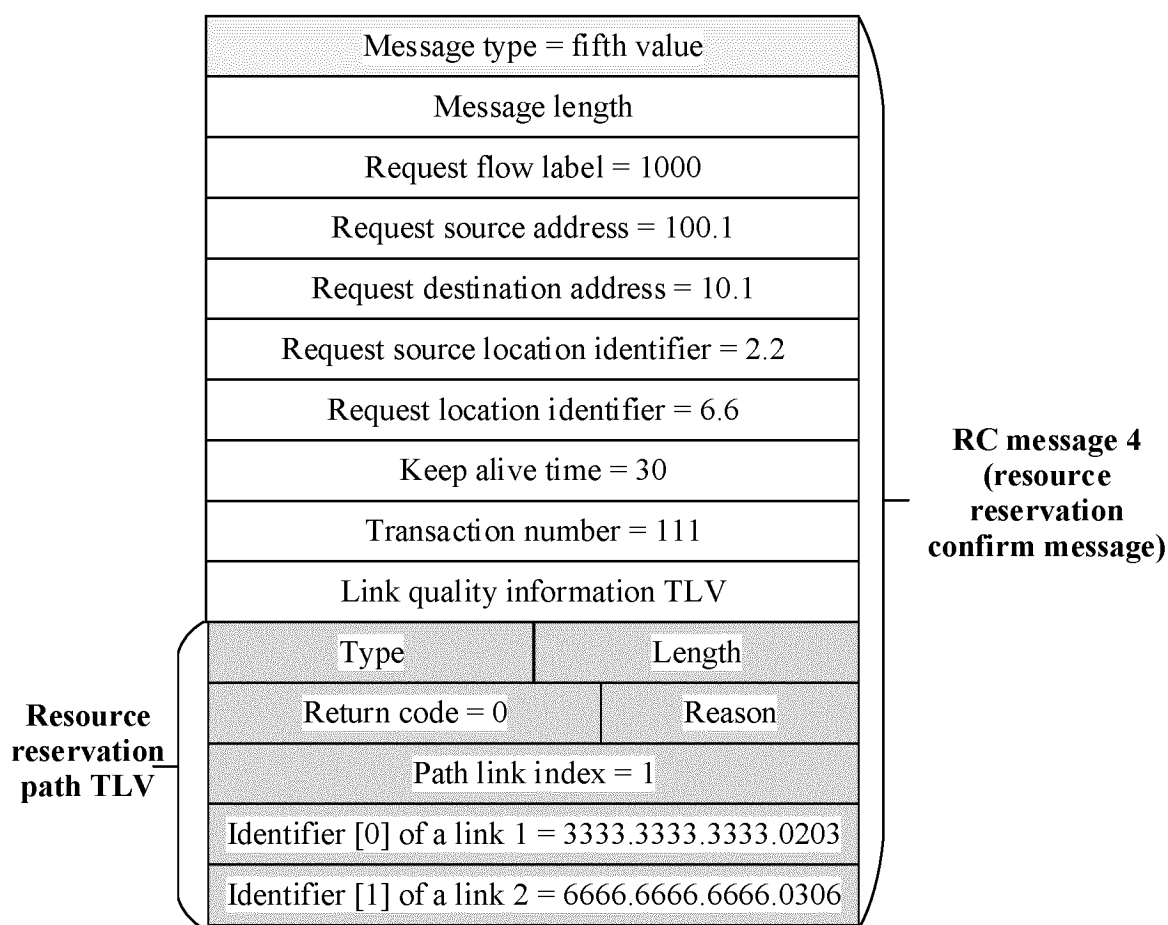 Message type = fifth value
Message length
Request flow label = 1000
Request source address = 100.1
Request destination address = 10.1
Request source location identifier = 2.2
Request location identifier = 6.6
Keep alive time = 30
Transaction number = 111
Link quality information TLV
Type
Length
Return code = 0
Reason
Path link index = 1
Identifier [0] of a link 1 = 3333.3333.3333.0203
Identifier [1] of a link 2 = 6666.6666.6666.0306
Resource
reservation
path TLV
RC message 4
(resource
reservation
confirm message)